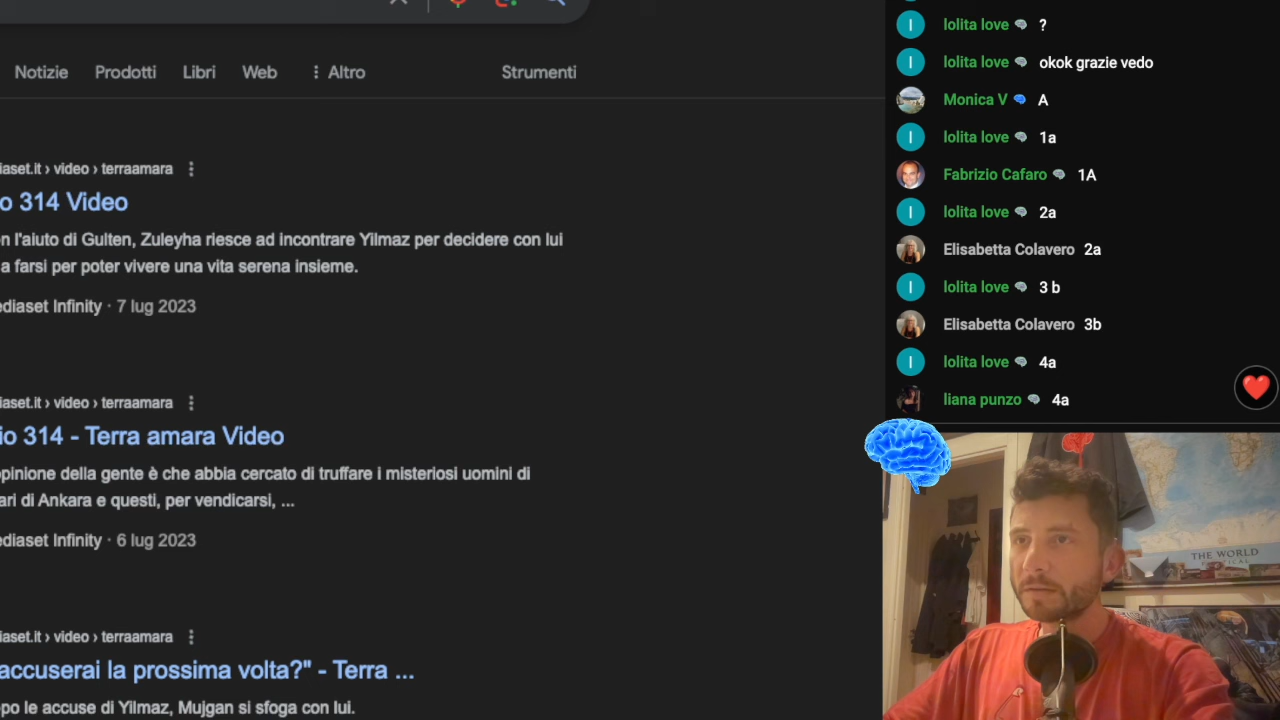 Notizie Prodotti Libri Web Altro Strumenti
iaset.it › video › terraamara
o 314 Video
n l'aiuto di Gulten, Zuleyha riesce ad incontrare Yilmaz per decidere con lui
a farsi per poter vivere una vita serena insieme.
ediaset Infinity · 7 lug 2023
iaset.it › video › terraamara
io 314 - Terra amara Video
opinione della gente è che abbia cercato di truffare i misteriosi uomini di
ari di Ankara e questi, per vendicarsi, ...
ediaset Infinity · 6 lug 2023
iaset.it › video › terraamara
accuserai la prossima volta?" - Terra ...
po le accuse di Yilmaz, Mujgan si sfoga con lui.
l lolita love ?
l lolita love okok grazie vedo
Monica V A
l lolita love 1a
Fabrizio Cafaro 1A
l lolita love 2a
Elisabetta Colavero 2a
l lolita love 3 b
Elisabetta Colavero 3b
l lolita love 4a
liana punzo 4a
THE WORLD